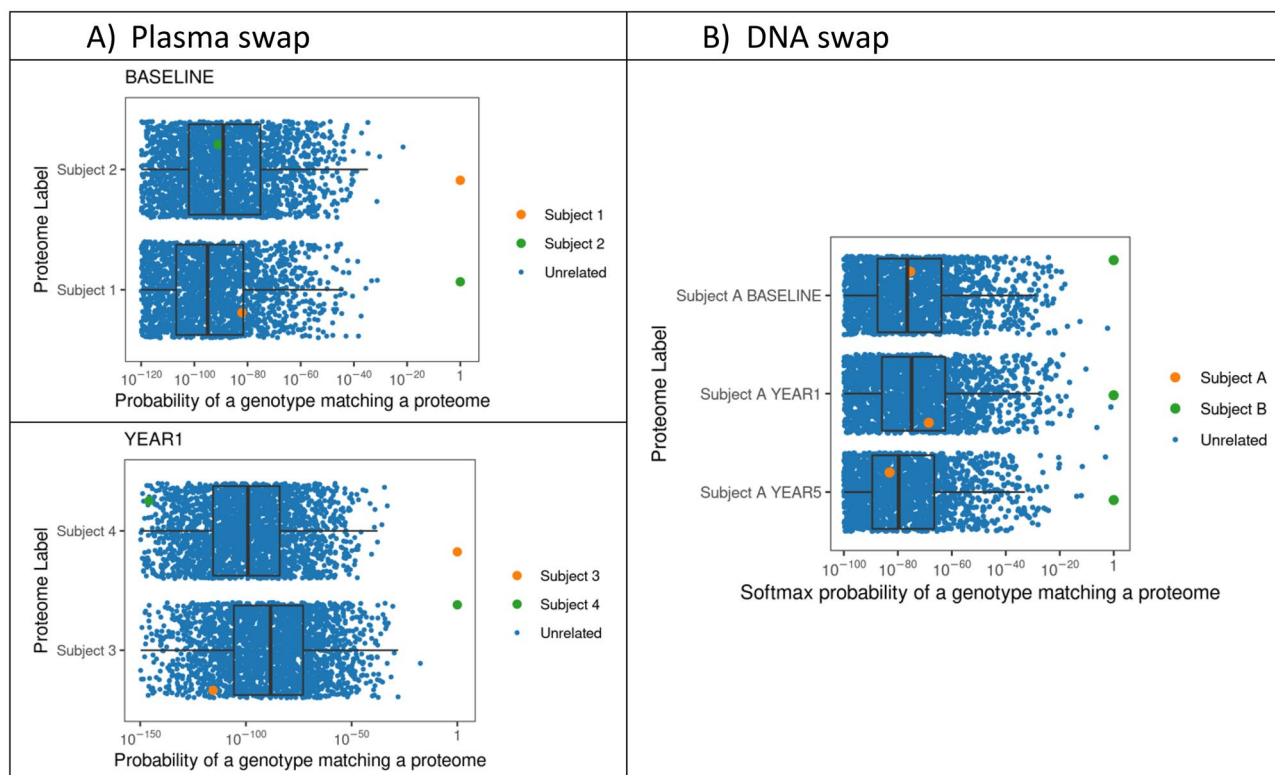 A) Plasma swap
B) DNA swap
BASELINE
Proteome Label
Subject 2
Subject 1
Subject 1
Subject 2
Unrelated
10^-120 10^-100 10^-80 10^-60 10^-40 10^-20 1
Probability of a genotype matching a proteome
YEAR1
Proteome Label
Subject 4
Subject 3
Subject 3
Subject 4
Unrelated
10^-150 10^-100 10^-50 1
Probability of a genotype matching a proteome
Proteome Label
Subject A BASELINE
Subject A YEAR1
Subject A YEAR5
Subject A
Subject B
Unrelated
10^-100 10^-80 10^-60 10^-40 10^-20 1
Softmax probability of a genotype matching a proteome